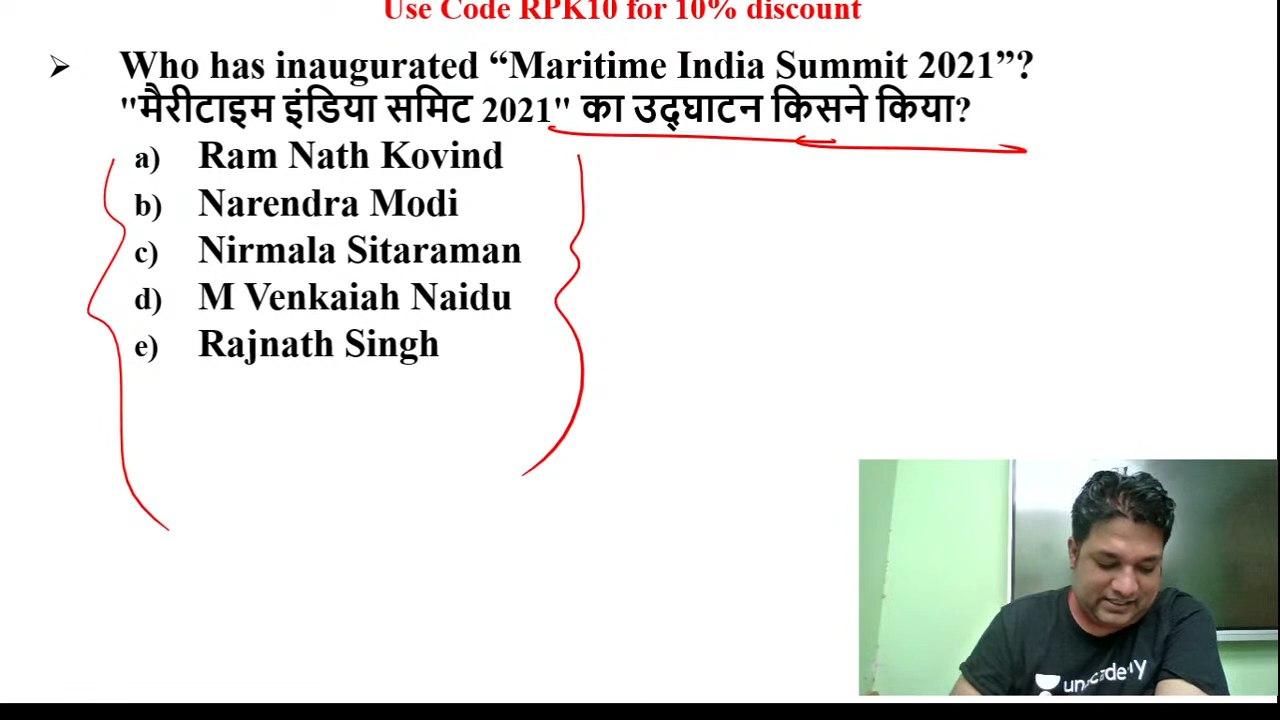 Use Code RPK10 for 10% discount
➢ Who has inaugurated “Maritime India Summit 2021”?
"मैरीटाइम इंडिया समिट 2021" का उद्घाटन किसने किया?
a) Ram Nath Kovind
b) Narendra Modi
c) Nirmala Sitaraman
d) M Venkaiah Naidu
e) Rajnath Singh
unacademy